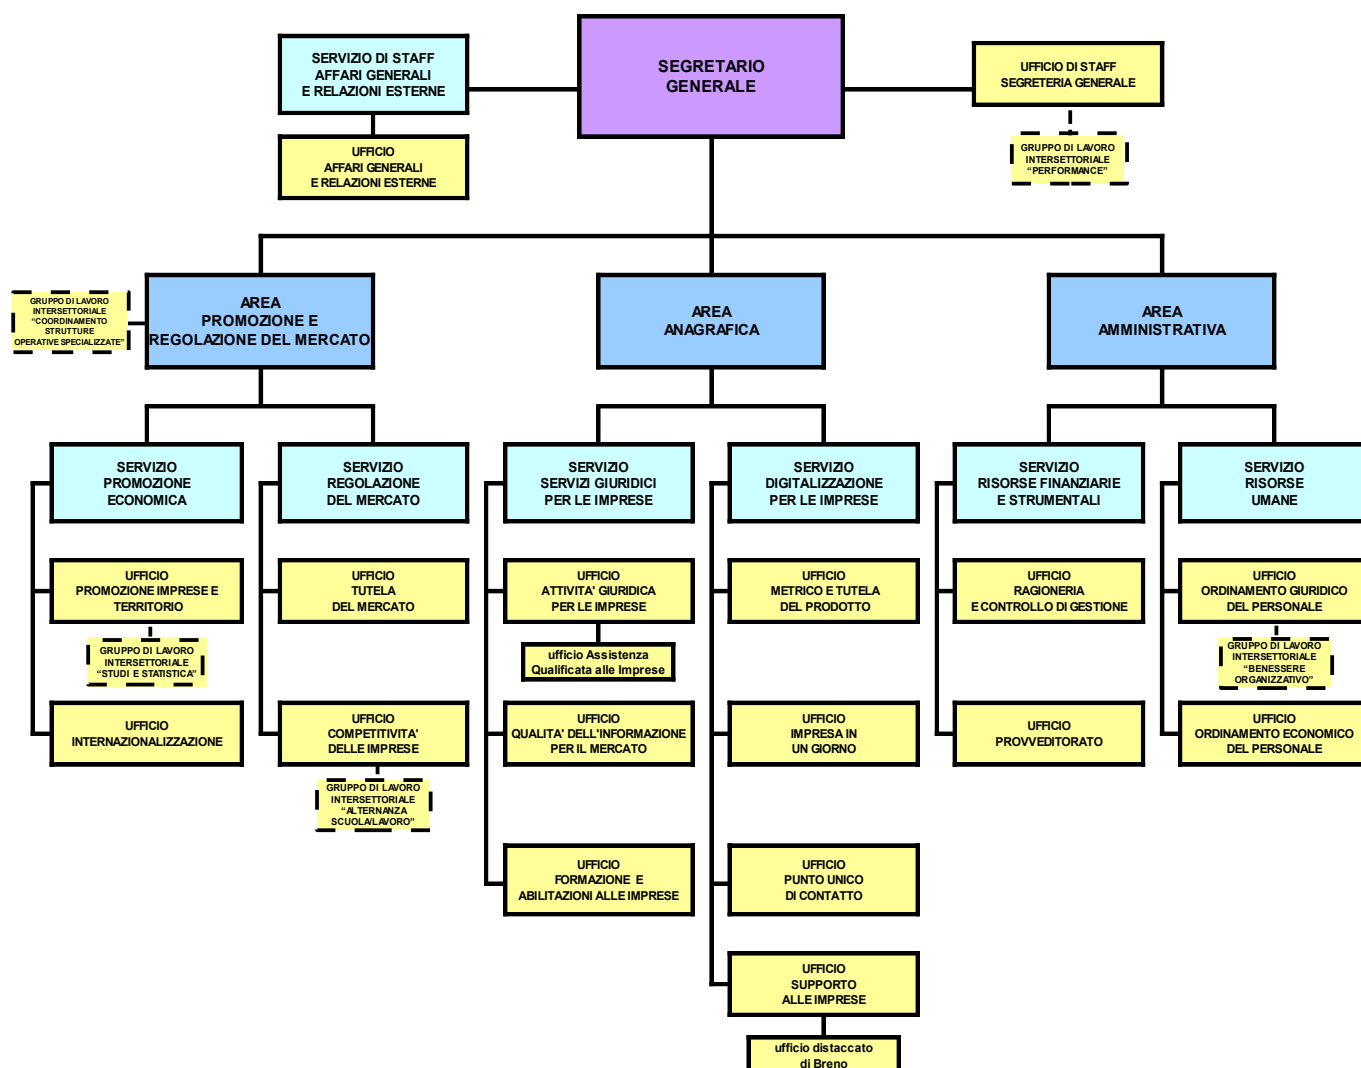 SERVIZIO DI STAFF
AFFARI GENERALI
E RELAZIONI ESTERNE
SEGRETARIO
GENERALE
UFFICIO DI STAFF
SEGRETERIA GENERALE
UFFICIO
AFFARI GENERALI
E RELAZIONI ESTERNE
GRUPPO DI LAVORO
INTERSETTORIALE
“PERFORMANCE”
GRUPPO DI LAVORO
INTERSETTORIALE
“COORDINAMENTO
STRUTTURE
OPERATIVE SPECIALIZZATE”
AREA
PROMOZIONE E
REGOLAZIONE DEL MERCATO
AREA
ANAGRAFICA
AREA
AMMINISTRATIVA
SERVIZIO
PROMOZIONE
ECONOMICA
SERVIZIO
REGOLAZIONE
DEL MERCATO
SERVIZIO
SERVIZI GIURIDICI
PER LE IMPRESE
SERVIZIO
DIGITALIZZAZIONE
PER LE IMPRESE
SERVIZIO
RISORSE FINANZIARIE
E STRUMENTALI
SERVIZIO
RISORSE
UMANE
UFFICIO
PROMOZIONE IMPRESE E
TERRITORIO
UFFICIO
TUTELA
DEL MERCATO
UFFICIO
ATTIVITA' GIURIDICA
PER LE IMPRESE
UFFICIO
METRICO E TUTELA
DEL PRODOTTO
UFFICIO
RAGIONERIA
E CONTROLLO DI GESTIONE
UFFICIO
ORDINAMENTO GIURIDICO
DEL PERSONALE
GRUPPO DI LAVORO
INTERSETTORIALE
“STUDI E STATISTICA”
ufficio Assistenza
Qualificata alle Imprese
GRUPPO DI LAVORO
INTERSETTORIALE
“BENESSERE
ORGANIZZATIVO”
UFFICIO
INTERNAZIONALIZZAZIONE
UFFICIO
COMPETITIVITA'
DELLE IMPRESE
UFFICIO
QUALITA' DELL'INFORMAZIONE
PER IL MERCATO
UFFICIO
IMPRESA IN
UN GIORNO
UFFICIO
PROVVEDITORATO
UFFICIO
ORDINAMENTO ECONOMICO
DEL PERSONALE
GRUPPO DI LAVORO
INTERSETTORIALE
“ALTERNANZA
SCUOLA/LAVORO”
UFFICIO
FORMAZIONE E
ABILITAZIONI ALLE IMPRESE
UFFICIO
PUNTO UNICO
DI CONTATTO
UFFICIO
SUPPORTO
ALLE IMPRESE
ufficio distaccato
di Breno